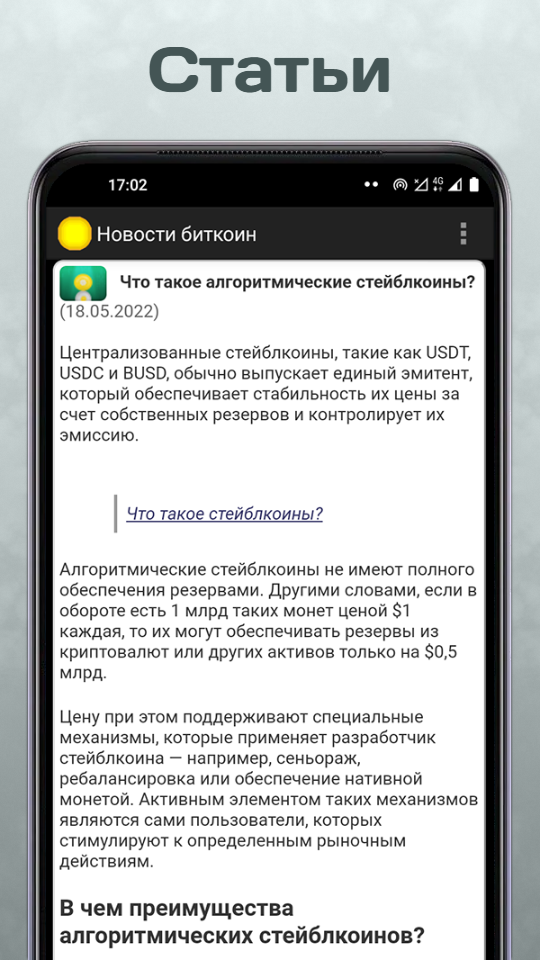 Статьи
17:02
4G
Новости биткоин
Что такое алгоритмические стейблкоины?
(18.05.2022)
Централизованные стейблкоины, такие как USDT,
USDC и BUSD, обычно выпускает единый эмитент,
который обеспечивает стабильность их цены за
счет собственных резервов и контролирует их
эмиссию.
Что такое стейблкоины?
Алгоритмические стейблкоины не имеют полного
обеспечения резервами. Другими словами, если в
обороте есть 1 млрд таких монет ценой $1
каждая, то их могут обеспечивать резервы из
криптовалют или других активов только на $0,5
млрд.
Цену при этом поддерживают специальные
механизмы, которые применяет разработчик
стейблкоина — например, сеньораж,
ребалансировка или обеспечение нативной
монетой. Активным элементом таких механизмов
являются сами пользователи, которых
стимулируют к определенным рыночным
действиям.
В чем преимущества
алгоритмических стейблкоинов?